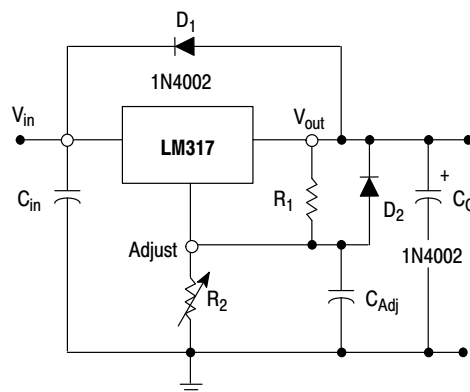 D1
1N4002
Vin
Vout
LM317
+
Cin
R1
D2
CO
Adjust
1N4002
R2
CAdj